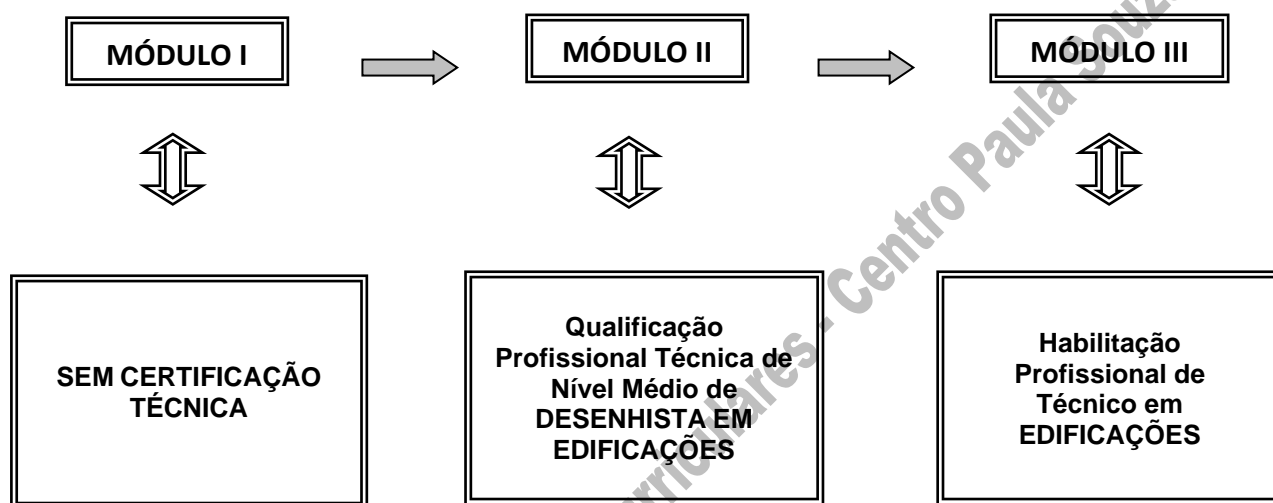 MÓDULO I
MÓDULO II
MÓDULO III
SEM CERTIFICAÇÃO
TÉCNICA
Qualificação
Profissional Técnica de
Nível Médio de
DESENHISTA EM
EDIFICAÇÕES
Habilitação
Profissional de
Técnico em
EDIFICAÇÕES
- Centro Paula